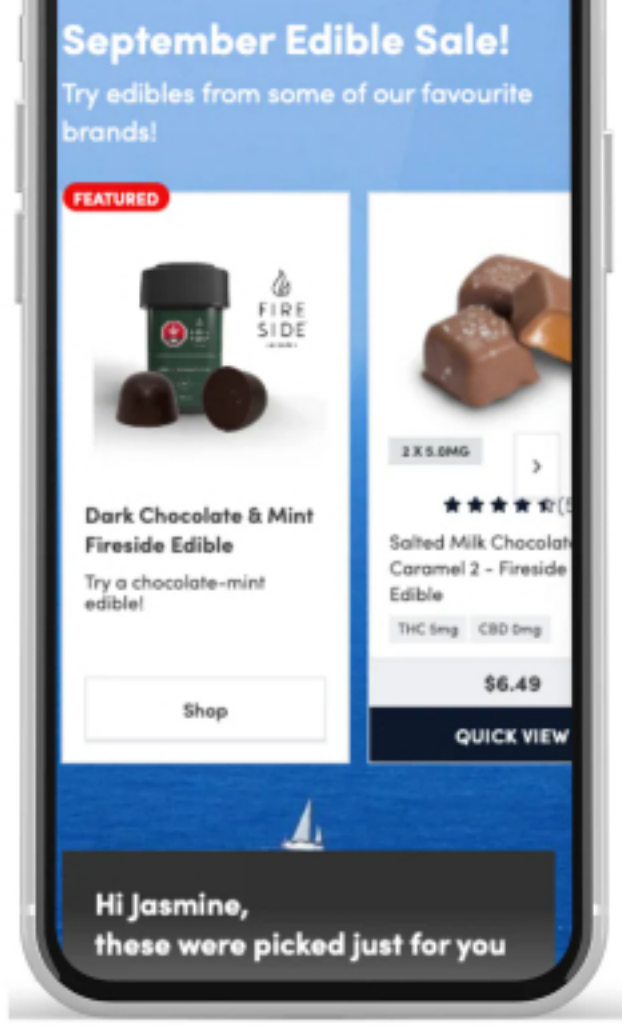 September Edible Sale!
Try edibles from some of our favourite
brands!
FEATURED
FIRE
SIDE
Dark Chocolate & Mint
Fireside Edible
Try a chocolate-mint
edible!
Shop
2 X 5.0MG
Salted Milk Chocolat
Caramel 2 - Fireside
Edible
THC 5mg CBD 0mg
$6.49
QUICK VIEW
Hi Jasmine,
these were picked just for you